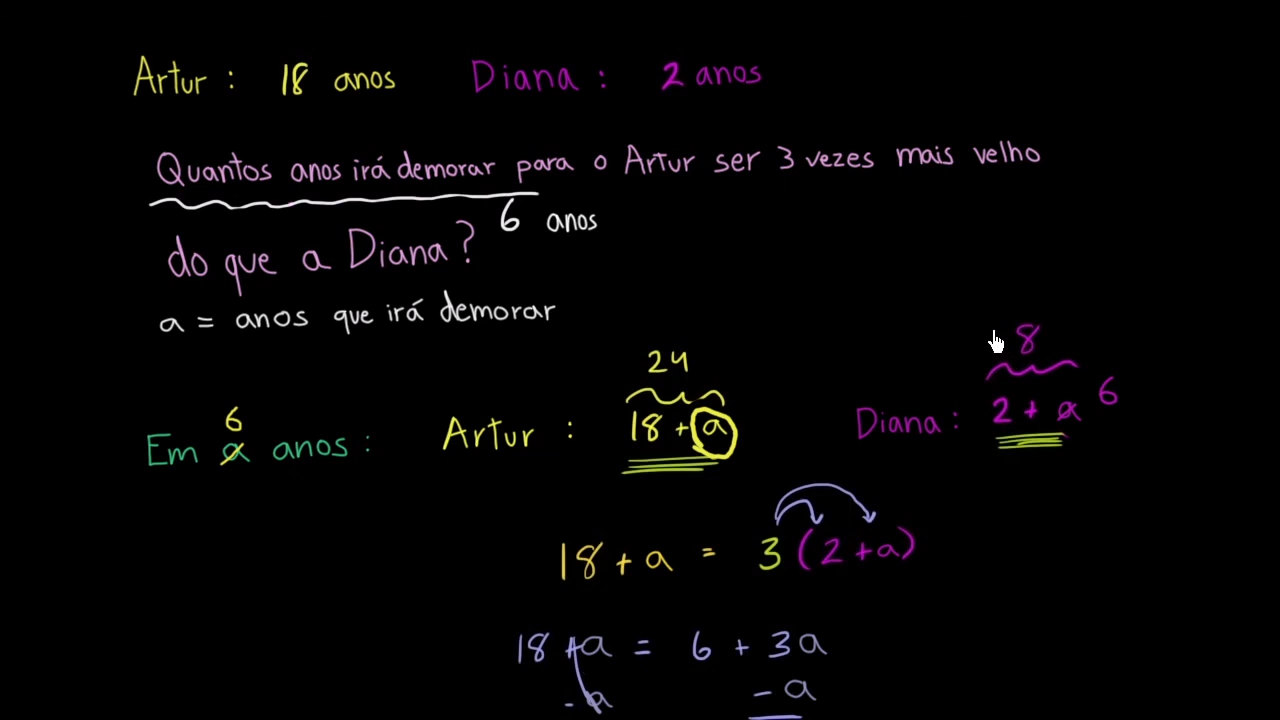 Artur : 18 anos Diana : 2 anos
Quantos anos irá demorar para o Artur ser 3 vezes mais velho
6 anos
do que a Diana?
a = anos que irá demorar
24 8
6 6
Em a anos : Artur : 18 + a Diana : 2 + a
18 + a = 3 (2 + a)
18 + a = 6 + 3a
- a - a